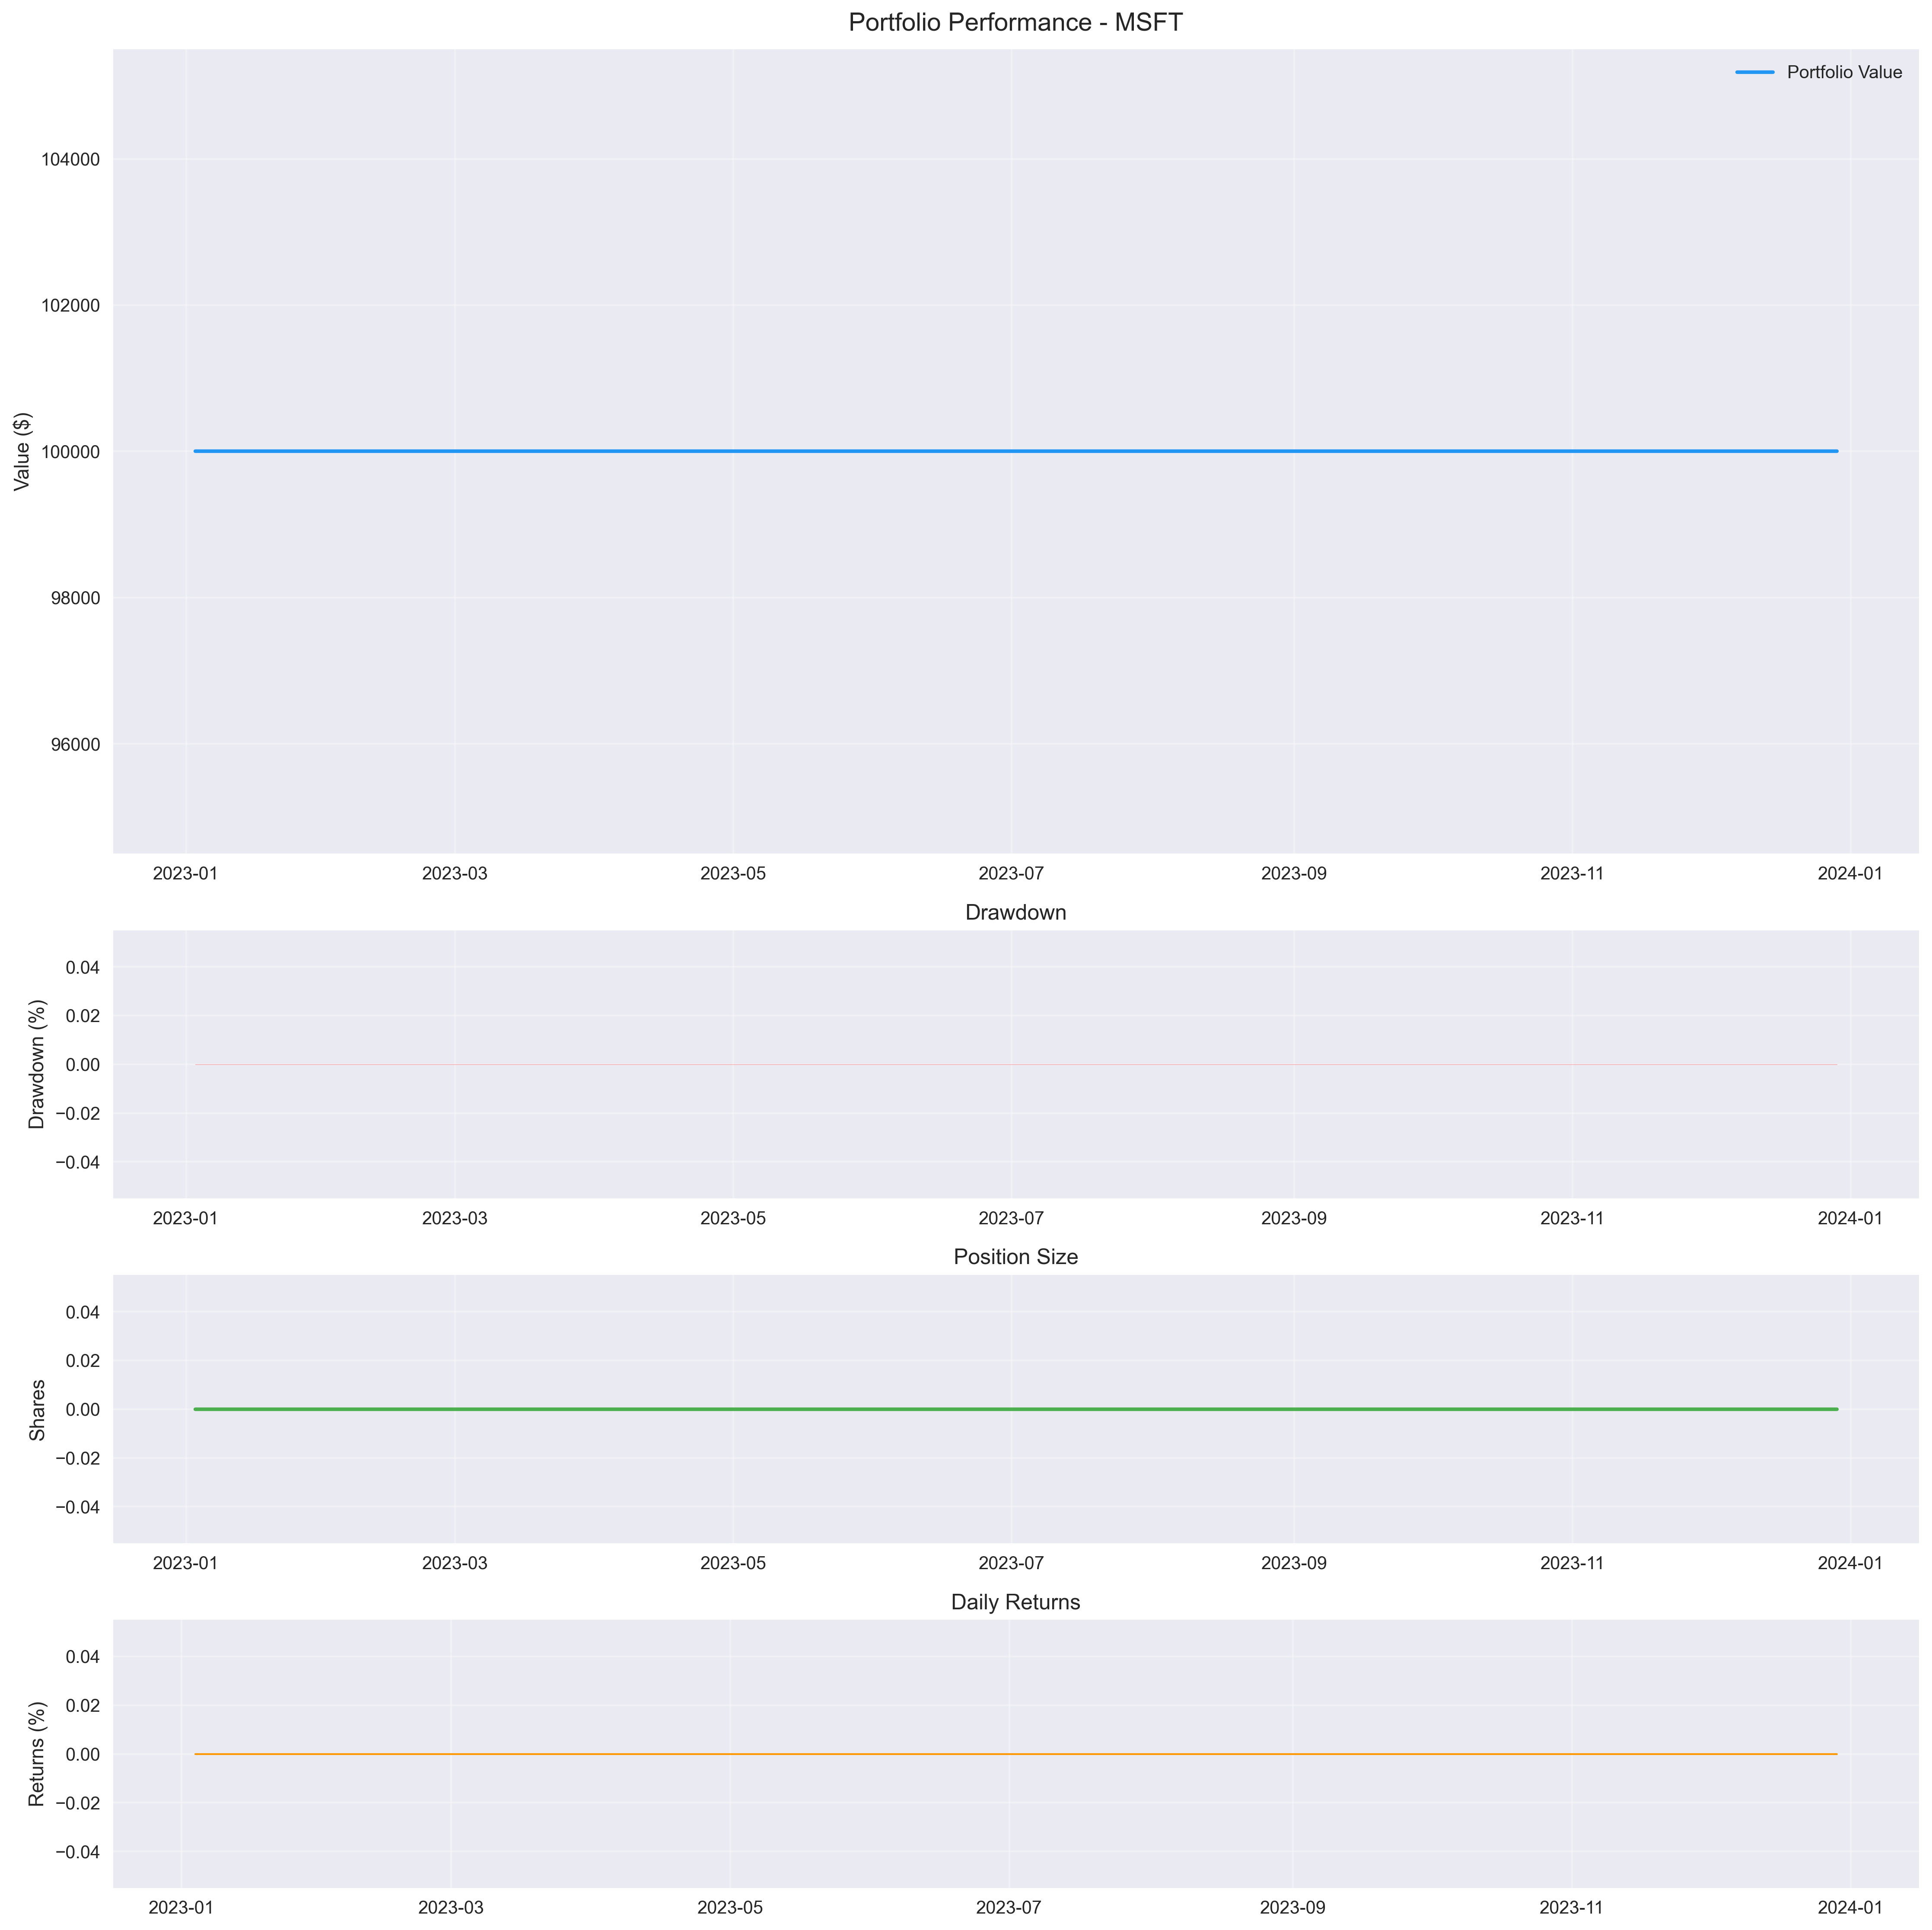 Portfolio Performance - MSFT
Portfolio Value
Value ($)
104000
102000
100000
98000
96000
2023-01 2023-03 2023-05 2023-07 2023-09 2023-11 2024-01
Drawdown
Drawdown (%)
0.04
0.02
0.00
−0.02
−0.04
2023-01 2023-03 2023-05 2023-07 2023-09 2023-11 2024-01
Position Size
Shares
0.04
0.02
0.00
−0.02
−0.04
2023-01 2023-03 2023-05 2023-07 2023-09 2023-11 2024-01
Daily Returns
Returns (%)
0.04
0.02
0.00
−0.02
−0.04
2023-01 2023-03 2023-05 2023-07 2023-09 2023-11 2024-01